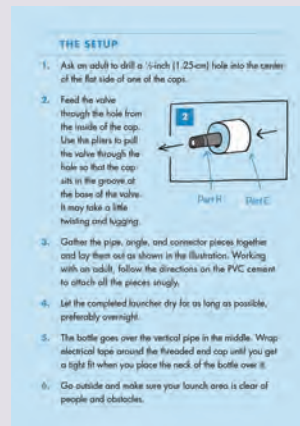 THE SETUP
1. Ask an adult to drill a ½-inch (1.25-cm) hole into the center
of the flat side of one of the caps.
2. Feed the valve
through the hole from
the inside of the cap.
Use the pliers to pull
the valve through the
hole so that the cap
sits in the groove at
the base of the valve.
It may take a little
twisting and tugging.
2
Part H Part E
3. Gather the pipe, angle, and connector pieces together
and lay them out as shown in the illustration. Working
with an adult, follow the directions on the PVC cement
to attach all the pieces snugly.
4. Let the completed launcher dry for as long as possible,
preferably overnight.
5. The bottle goes over the vertical pipe in the middle. Wrap
electrical tape around the threaded end cap until you get
a tight fit when you place the neck of the bottle over it.
6. Go outside and make sure your launch area is clear of
people and obstacles.